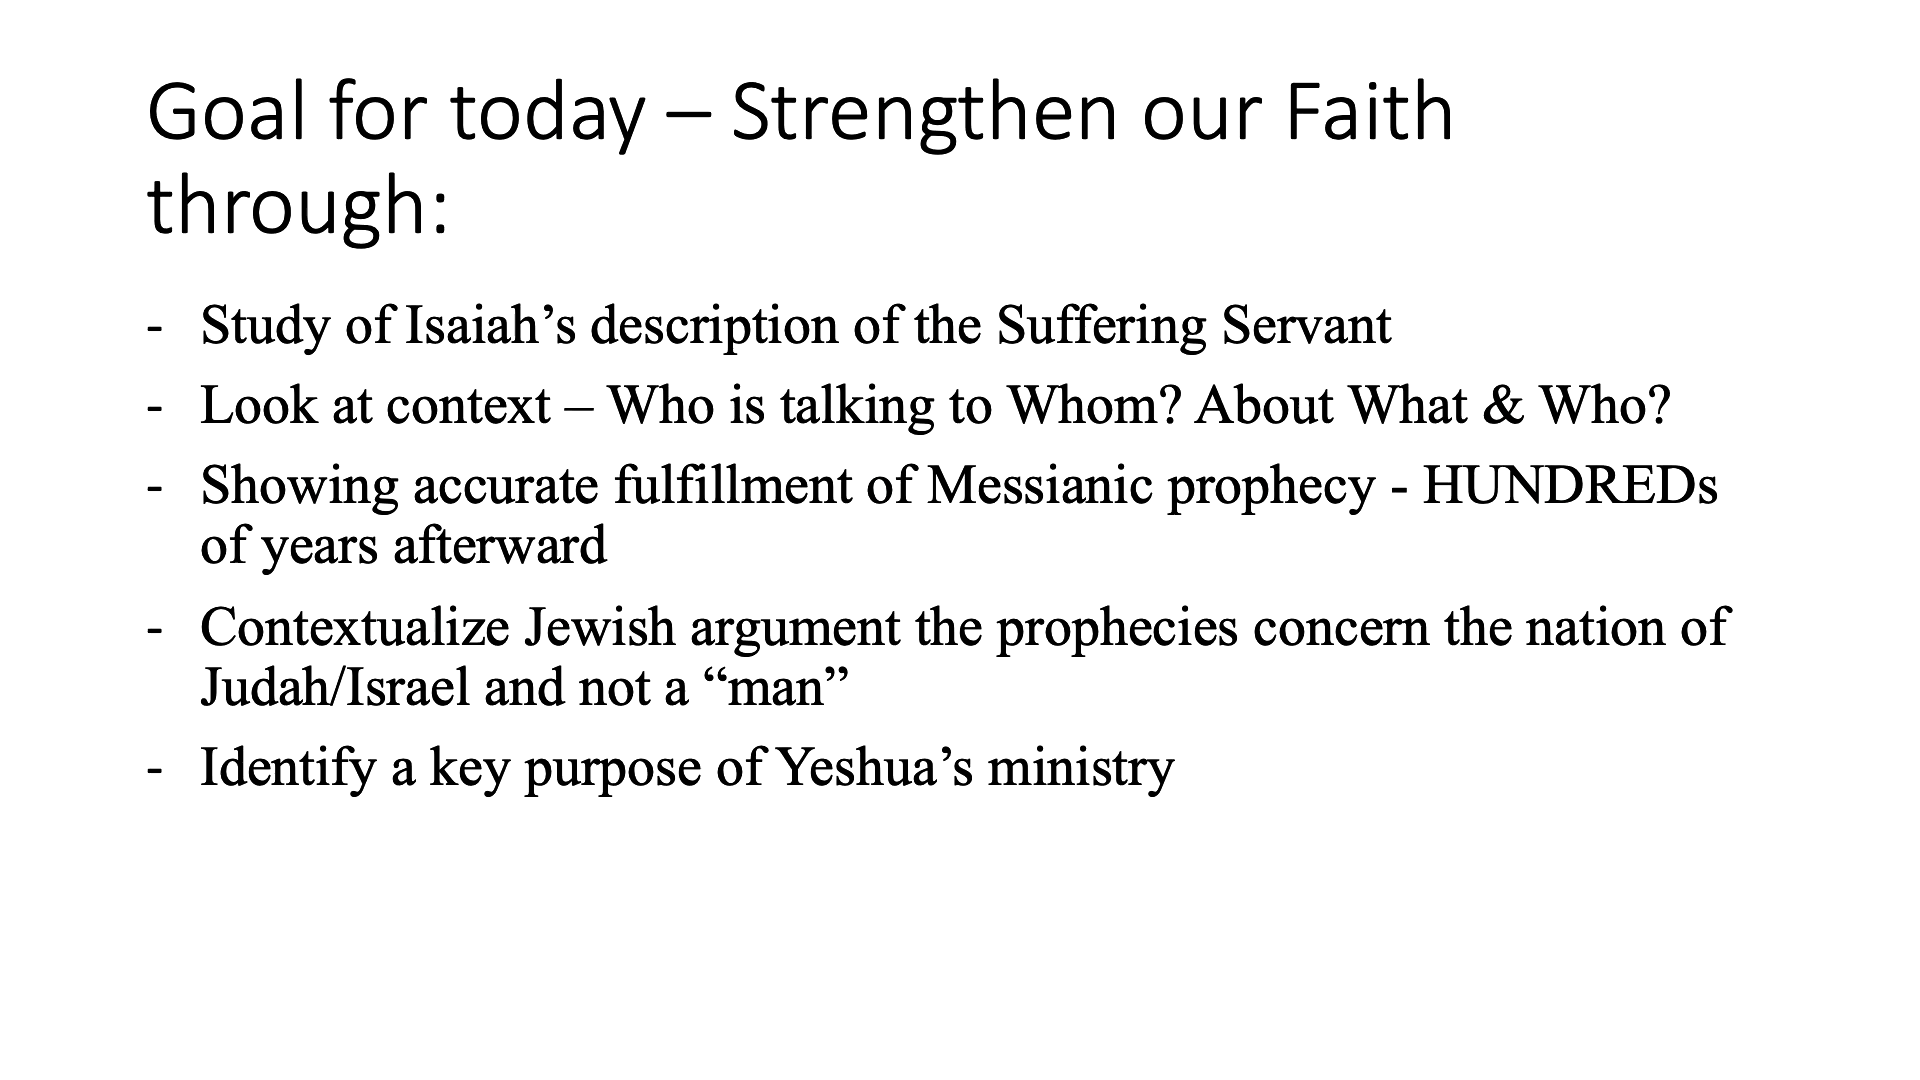 Goal for today – Strengthen our Faith
through:
- Study of Isaiah’s description of the Suffering Servant
- Look at context – Who is talking to Whom? About What & Who?
- Showing accurate fulfillment of Messianic prophecy - HUNDREDs
of years afterward
- Contextualize Jewish argument the prophecies concern the nation of
Judah/Israel and not a “man”
- Identify a key purpose of Yeshua’s ministry